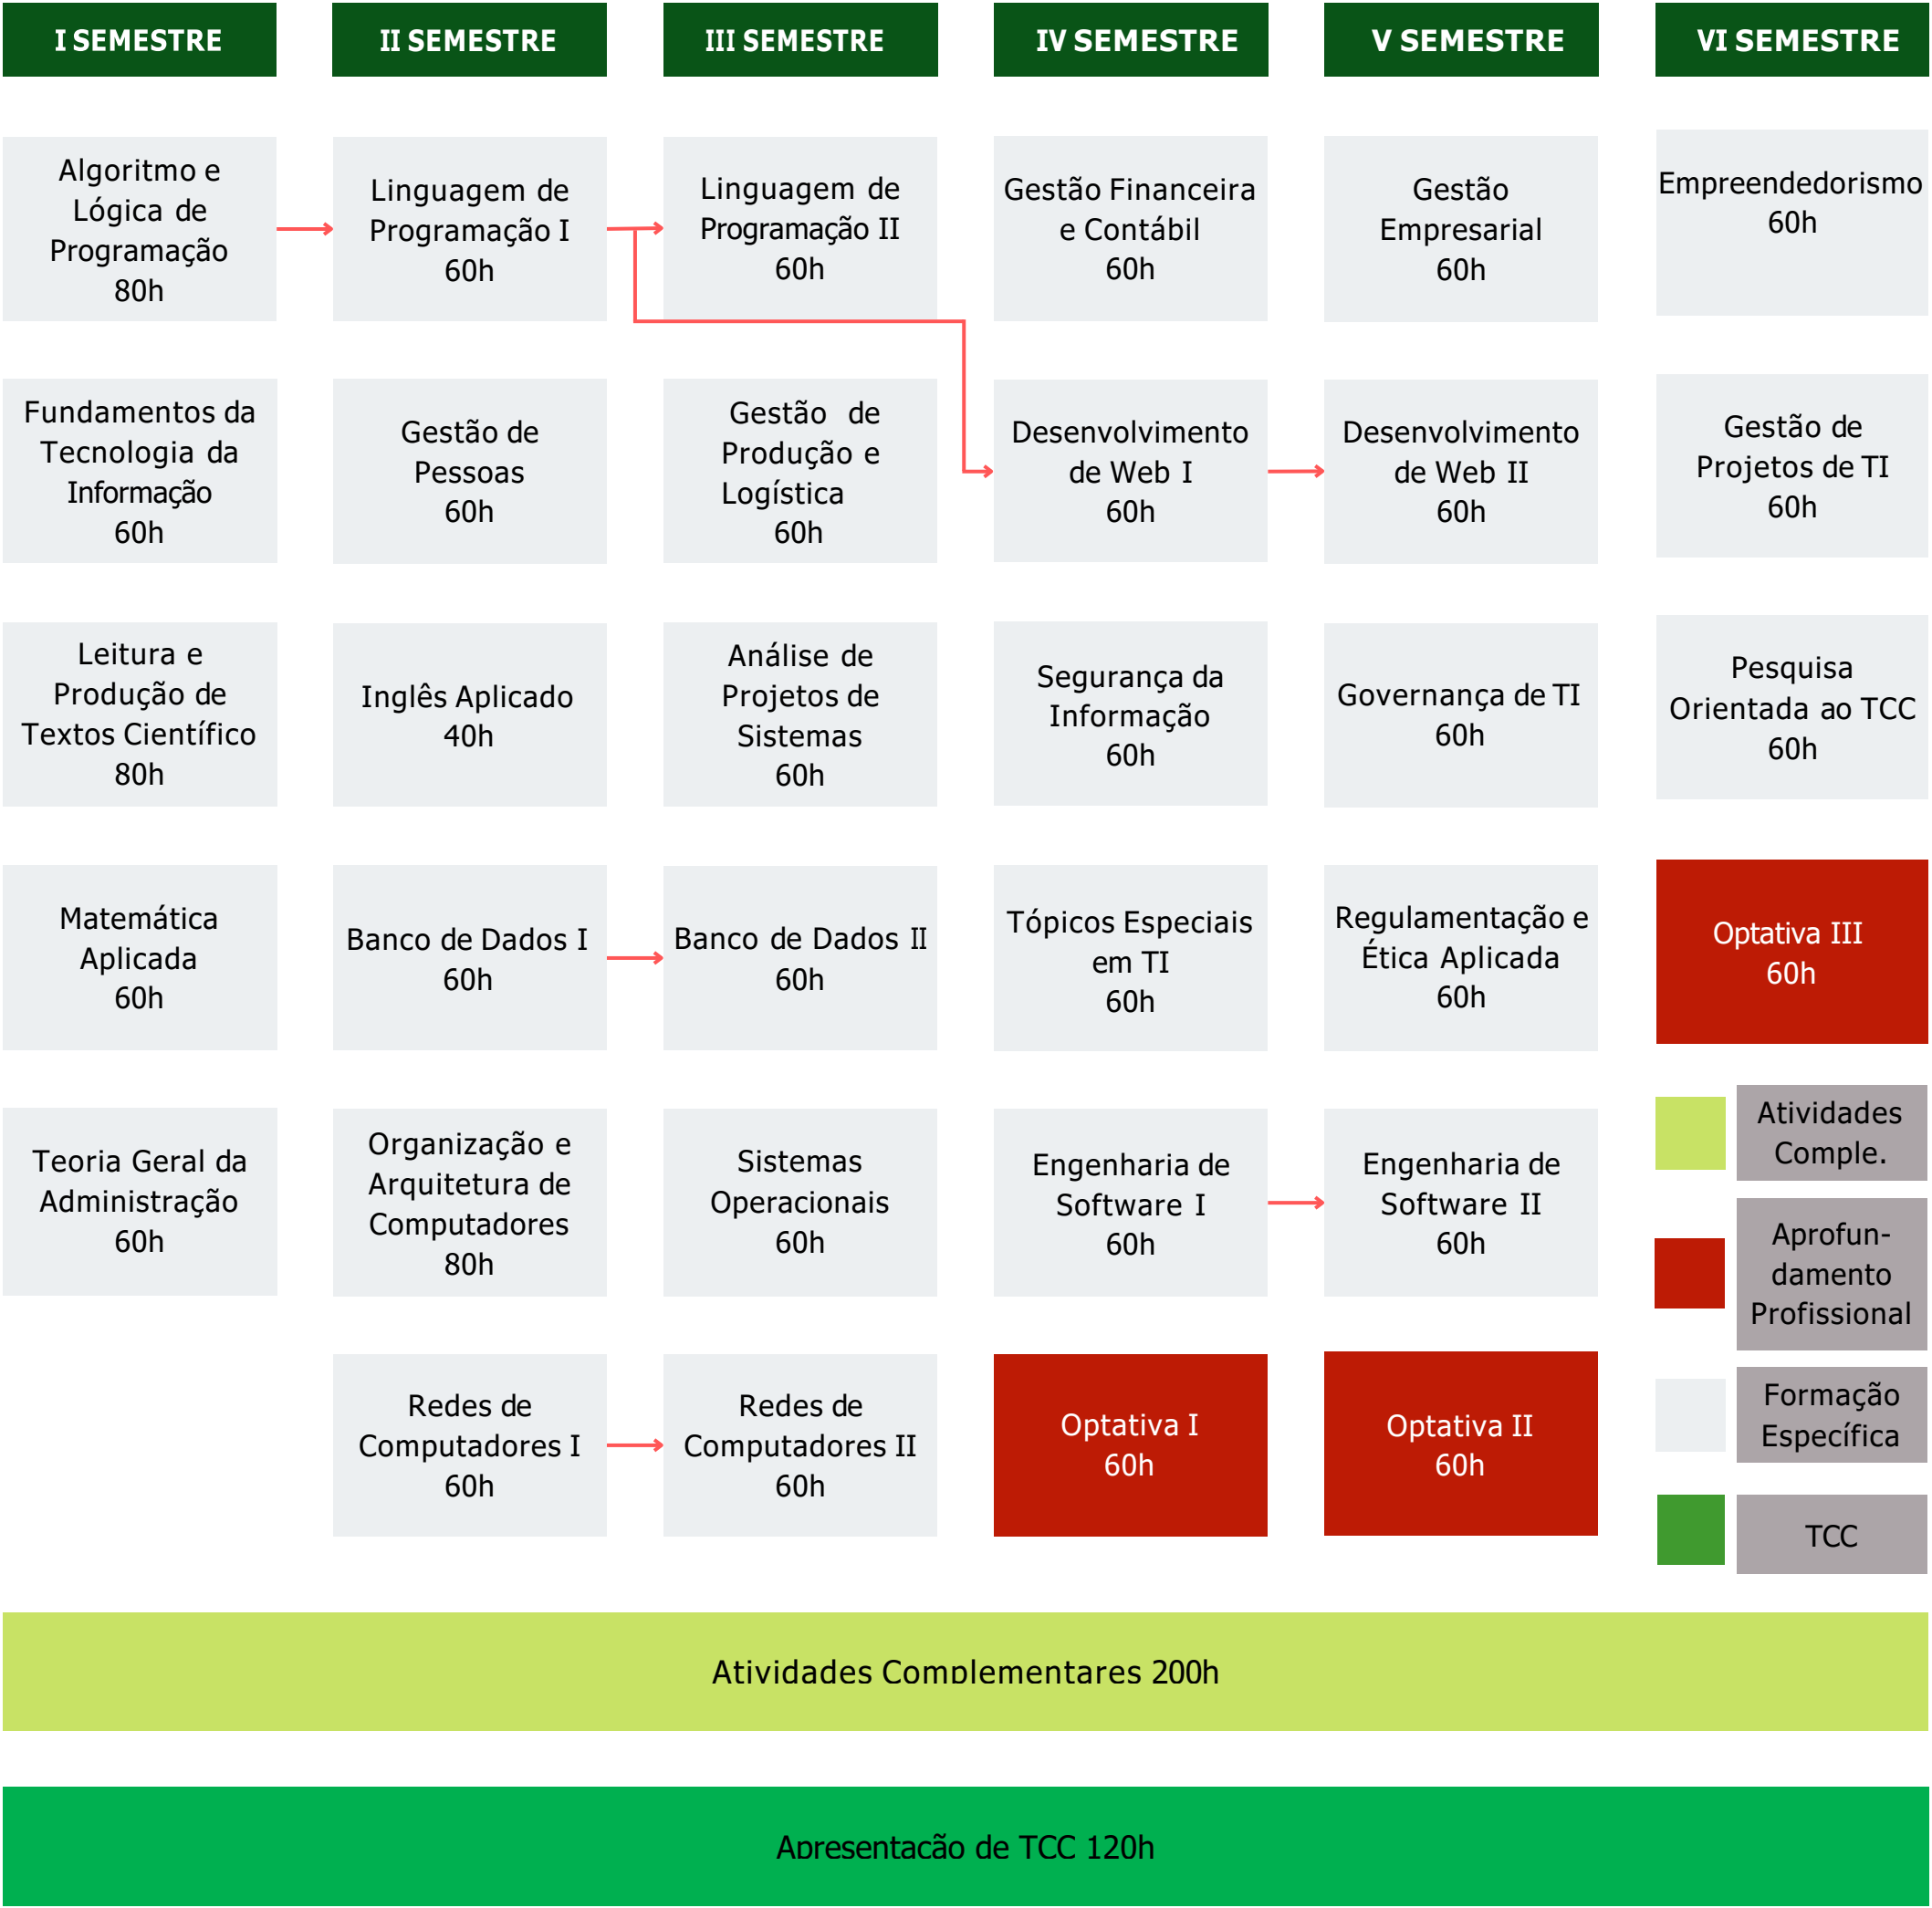 I SEMESTRE
II SEMESTRE
III SEMESTRE
IV SEMESTRE
V SEMESTRE
VI SEMESTRE
Algoritmo e
Lógica de
Programação
80h
Linguagem de
Programação I
60h
Linguagem de
Programação II
60h
Gestão Financeira
e Contábil
60h
Gestão
Empresarial
60h
Empreendedorismo
60h
Fundamentos da
Tecnologia da
Informação
60h
Gestão de
Pessoas
60h
Gestão de
Produção e
Logística
60h
Desenvolvimento
de Web I
60h
Desenvolvimento
de Web II
60h
Gestão de
Projetos de TI
60h
Leitura e
Produção de
Textos Científico
80h
Inglês Aplicado
40h
Análise de
Projetos de
Sistemas
60h
Segurança da
Informação
60h
Governança de TI
60h
Pesquisa
Orientada ao TCC
60h
Matemática
Aplicada
60h
Banco de Dados I
60h
Banco de Dados II
60h
Tópicos Especiais
em TI
60h
Regulamentação e
Ética Aplicada
60h
Optativa III
60h
Teoria Geral da
Administração
60h
Organização e
Arquitetura de
Computadores
80h
Sistemas
Operacionais
60h
Engenharia de
Software I
60h
Engenharia de
Software II
60h
Atividades
Comple.
Aprofun-
damento
Profissional
Redes de
Computadores I
60h
Redes de
Computadores II
60h
Optativa I
60h
Optativa II
60h
Formação
Específica
TCC
Atividades Complementares 200h
Apresentação de TCC 120h